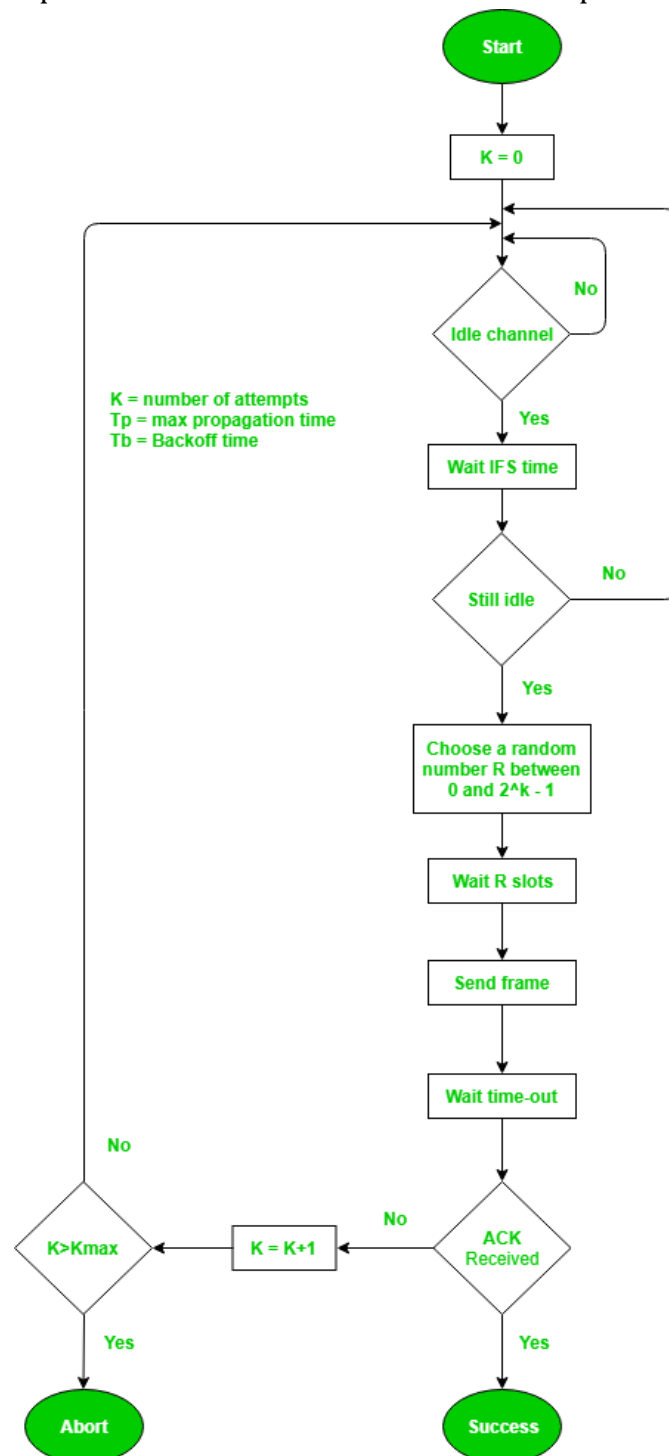 Start
K = 0
No
Idle channel
K = number of attempts
Tp = max propagation time
Tb = Backoff time
Yes
Wait IFS time
No
Still idle
Yes
Choose a random
number R between
0 and 2^k - 1
Wait R slots
Send frame
Wait time-out
No
No
K>Kmax
K = K+1
ACK
Received
Yes
Yes
Abort
Success